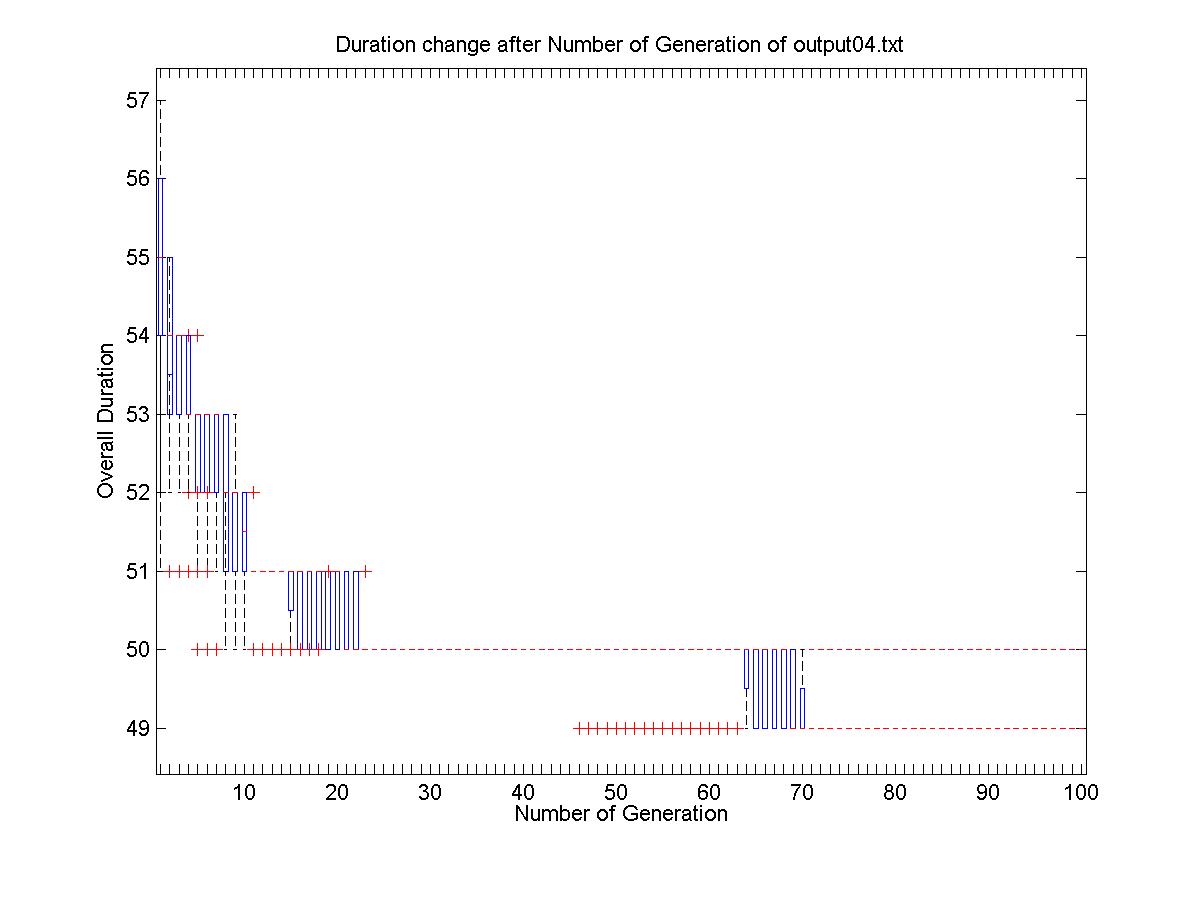 Duration change after Number of Generation of output04.txt
57
56
55
54
53
52
51
50
49
Overall Duration
10 20 30 40 50 60 70 80 90 100
Number of Generation